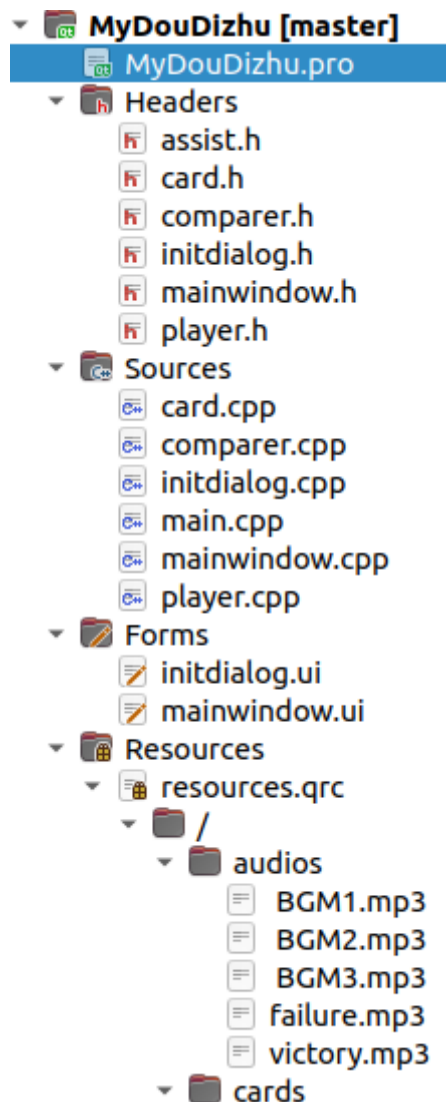 MyDouDizhu [master]
MyDouDizhu.pro
Headers
assist.h
card.h
comparer.h
initdialog.h
mainwindow.h
player.h
Sources
card.cpp
comparer.cpp
initdialog.cpp
main.cpp
mainwindow.cpp
player.cpp
Forms
initdialog.ui
mainwindow.ui
Resources
resources.qrc
/
audios
BGM1.mp3
BGM2.mp3
BGM3.mp3
failure.mp3
victory.mp3
cards